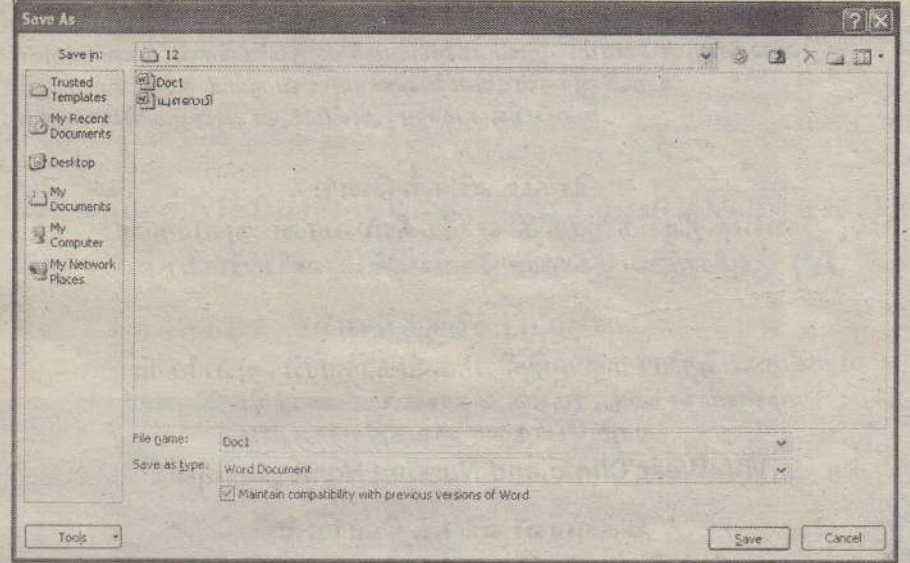 Save As
Save in:
12
Trusted
Templates
My Recent
Documents
Desktop
My
Documents
My
Computer
My Network
Places
Doc1
யுஎஸ்பி
File name:
Doc1
Save as type:
Word Document
Maintain compatibility with previous versions of Word
Tools
Save
Cancel